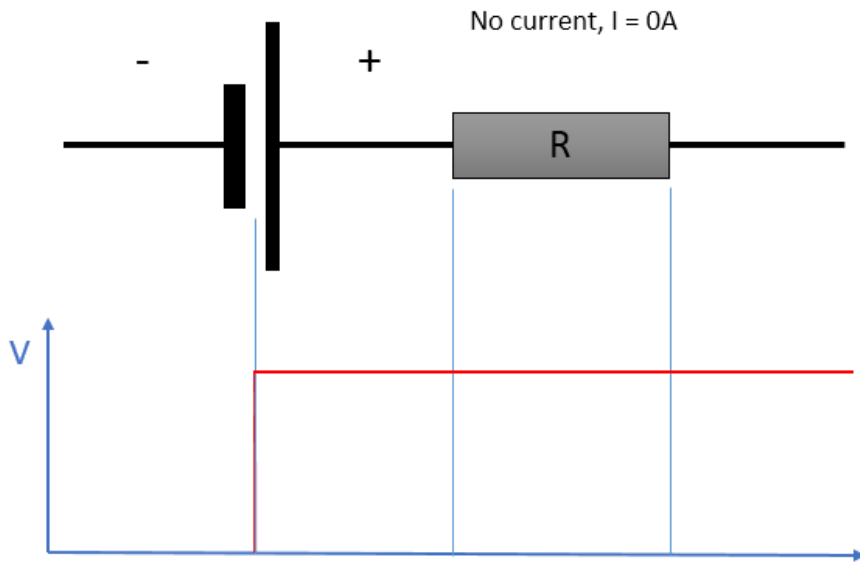 No current, I = 0A
- +
R
V